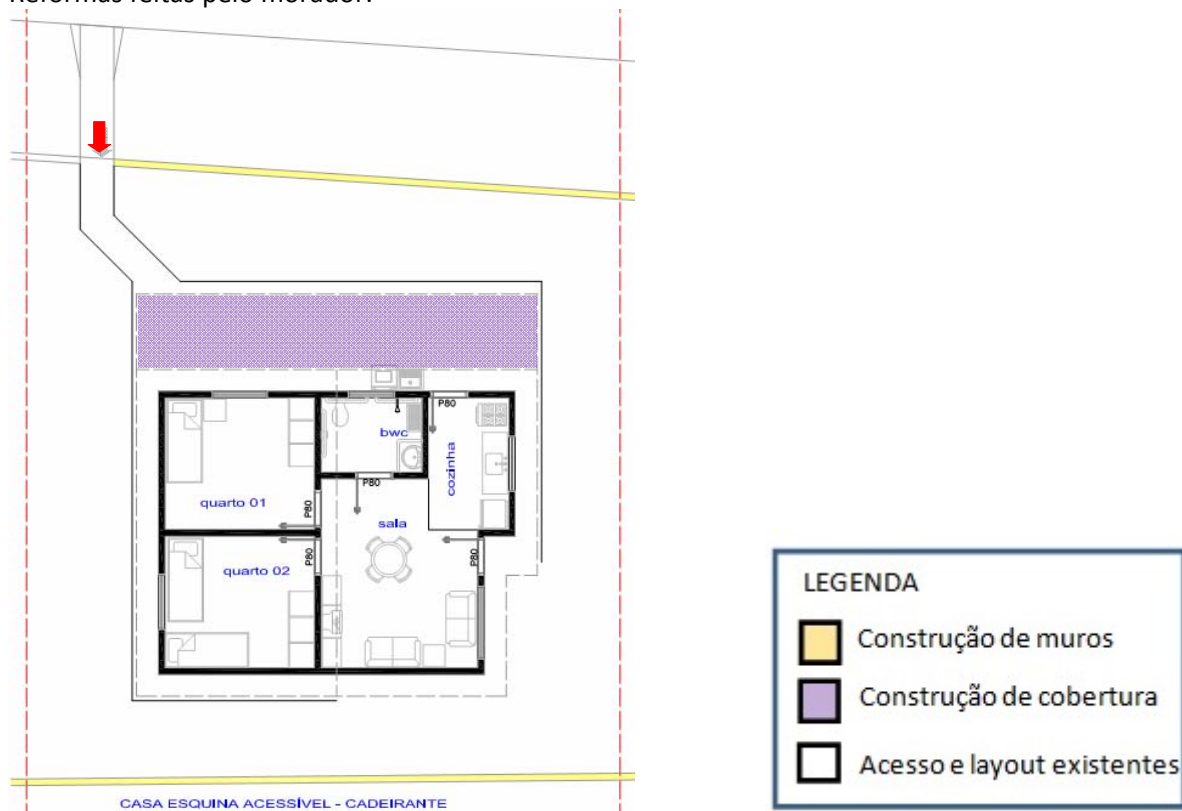 Reformas feitas pelo morador:
P80
bwc
cozinha
P80
quarto 01
sala
P80
P80
P80
quarto 02
LEGENDA
Construção de muros
Construção de cobertura
Acesso e layout existentes
CASA ESQUINA ACESSÍVEL - CADEIRANTE